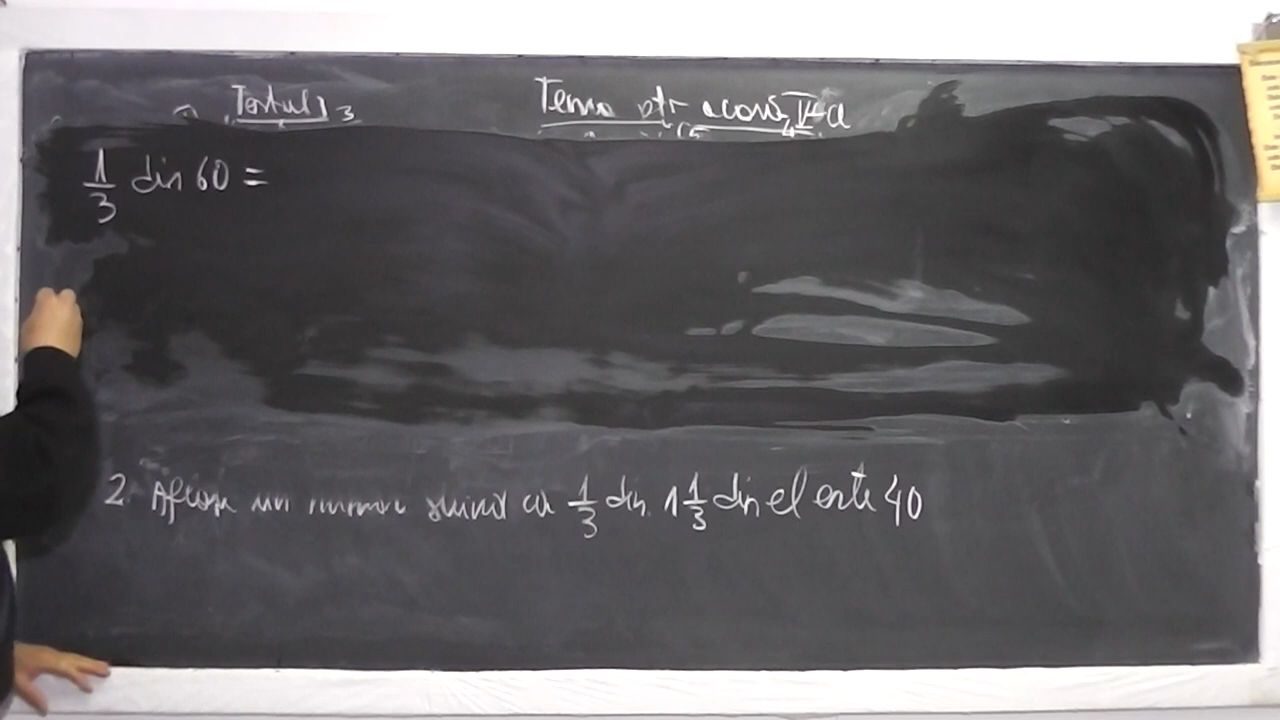 Testul 3
Tema ptr acasă IV-a
1/3 din 60 =
2. Aflați un număr știind că 1/3 din 1 1/3 din el este 40